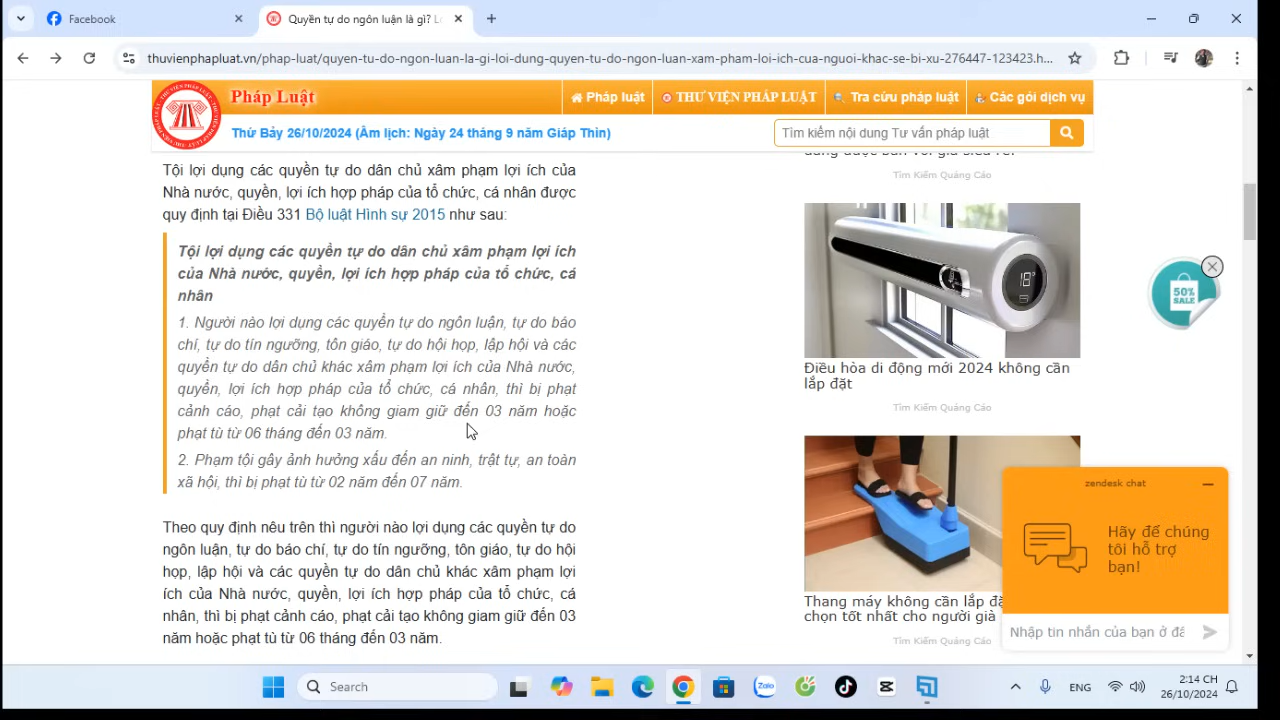 Facebook
Quyền tự do ngôn luận là gì? Lợ
thuvienphapluat.vn/phap-luat/quyen-tu-do-ngon-luan-la-gi-loi-dung-quyen-tu-do-ngon-luan-xam-pham-loi-ich-cua-nguoi-khac-se-bi-xu-276447-123423.h...
Pháp Luật
Pháp luật
THƯ VIỆN PHÁP LUẬT
Tra cứu pháp luật
Các gói dịch vụ
Thứ Bảy 26/10/2024 (Âm lịch: Ngày 24 tháng 9 năm Giáp Thìn)
Tìm kiếm nội dung Tư vấn pháp luật
Tội lợi dụng các quyền tự do dân chủ xâm phạm lợi ích của
Nhà nước, quyền, lợi ích hợp pháp của tổ chức, cá nhân được
quy định tại Điều 331 Bộ luật Hình sự 2015 như sau:
Tội lợi dụng các quyền tự do dân chủ xâm phạm lợi ích
của Nhà nước, quyền, lợi ích hợp pháp của tổ chức, cá
nhân
1. Người nào lợi dụng các quyền tự do ngôn luận, tự do báo
chí, tự do tín ngưỡng, tôn giáo, tự do hội họp, lập hội và các
quyền tự do dân chủ khác xâm phạm lợi ích của Nhà nước,
quyền, lợi ích hợp pháp của tổ chức, cá nhân, thì bị phạt
cảnh cáo, phạt cải tạo không giam giữ đến 03 năm hoặc
phạt tù từ 06 tháng đến 03 năm.
2. Phạm tội gây ảnh hưởng xấu đến an ninh, trật tự, an toàn
xã hội, thì bị phạt tù từ 02 năm đến 07 năm.
Theo quy định nêu trên thì người nào lợi dụng các quyền tự do
ngôn luận, tự do báo chí, tự do tín ngưỡng, tôn giáo, tự do hội
họp, lập hội và các quyền tự do dân chủ khác xâm phạm lợi
ích của Nhà nước, quyền, lợi ích hợp pháp của tổ chức, cá
nhân, thì bị phạt cảnh cáo, phạt cải tạo không giam giữ đến 03
năm hoặc phạt tù từ 06 tháng đến 03 năm.
Tìm Kiếm Quảng Cáo
18°
Điều hòa di động mới 2024 không cần
lắp đặt
Tìm Kiếm Quảng Cáo
Thang máy không cần lắp đặ
chọn tốt nhất cho người già
Tìm Kiếm Quảng Cáo
50%
SALE
zendesk chat
Hãy để chúng
tôi hỗ trợ
bạn!
Nhập tin nhắn của bạn ở đâ
Search
Zalo
ENG
2:14 CH
26/10/2024